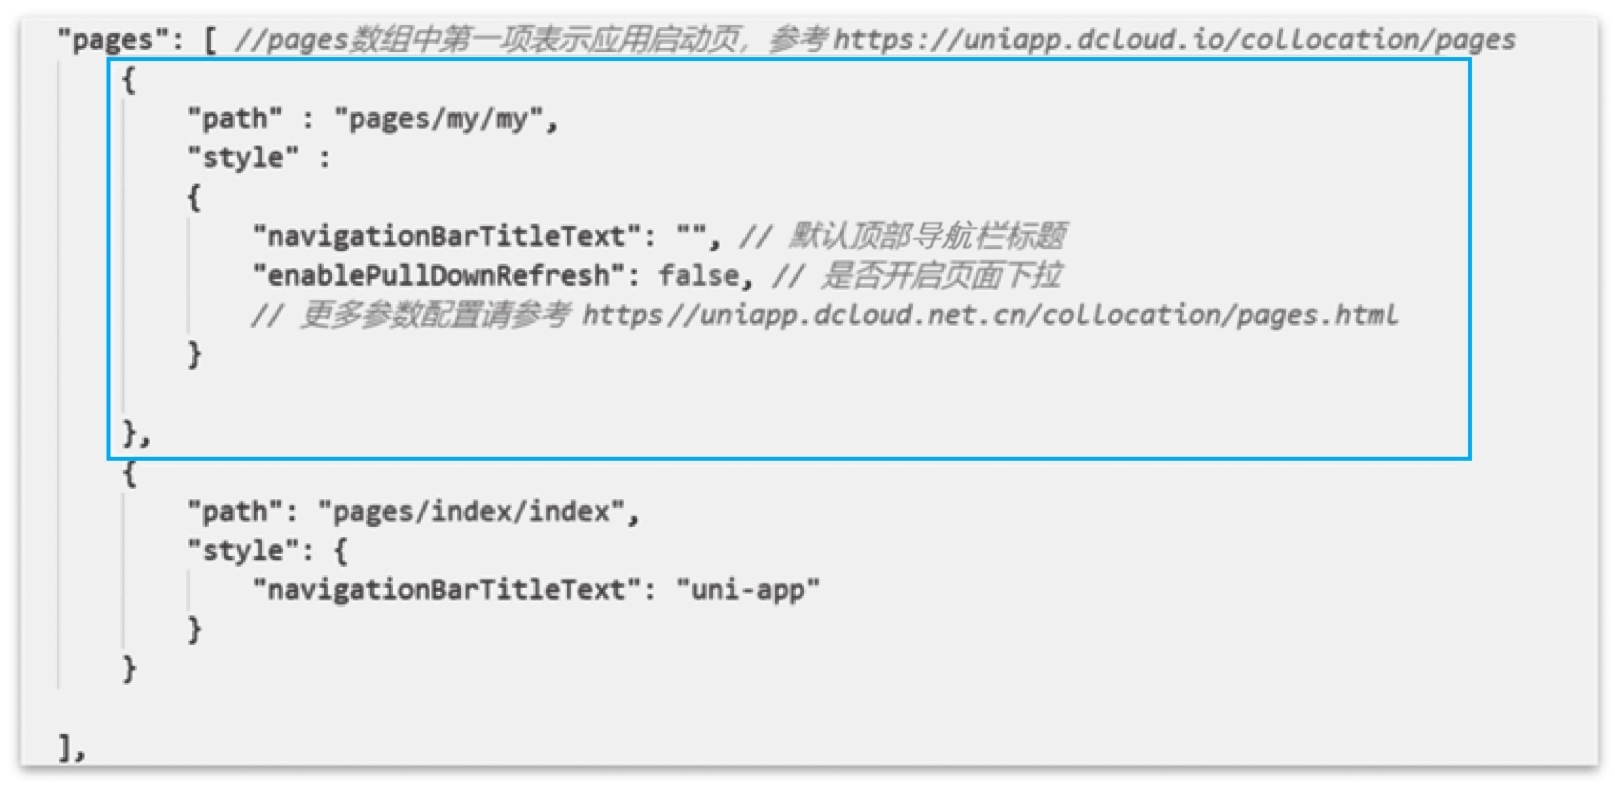 "pages": [ //pages数组中第一项表示应用启动页，参考https://uniapp.dcloud.io/collocation/pages
{
"path" : "pages/my/my",
"style" :
{
"navigationBarTitleText": "", // 默认顶部导航栏标题
"enablePullDownRefresh": false, // 是否开启页面下拉
// 更多参数配置请参考 https//uniapp.dcloud.net.cn/collocation/pages.html
}
},
{
"path": "pages/index/index",
"style": {
"navigationBarTitleText": "uni-app"
}
}
],